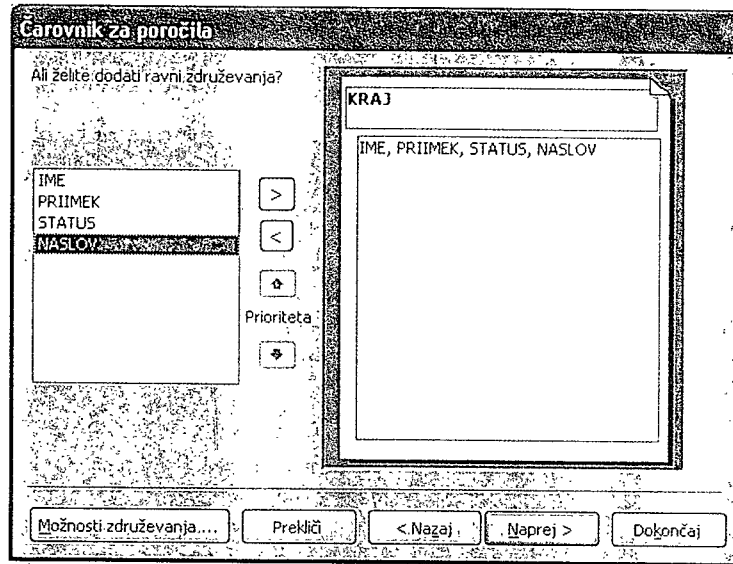 Čarovnik za poročila
Ali želite dodati ravni združevanja?
KRAJ
IME, PRIIMEK, STATUS, NASLOV
IME
PRIIMEK
STATUS
NASLOV
>
<
Prioriteta
Možnosti združevanja....
Prekliči
< Nazaj
Naprej >
Dokončaj